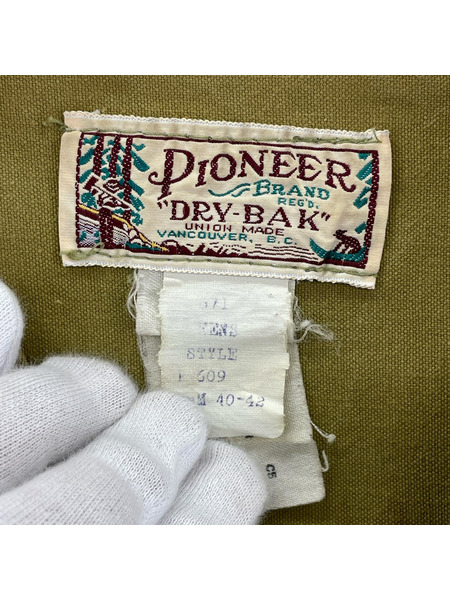 PIONEER
BRAND
REG'D.
"DRY-BAK"
UNION MADE
VANCOUVER, B.C.
STYLE
609
M 40-42